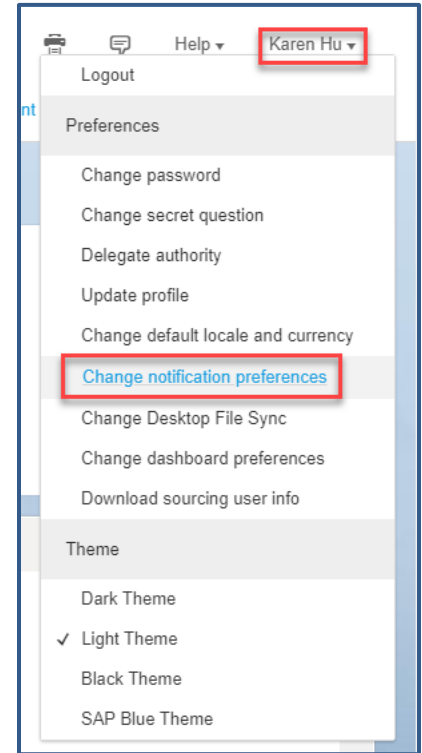 Help ▾ Karen Hu ▾
Logout
nt
Preferences
Change password
Change secret question
Delegate authority
Update profile
Change default locale and currency
Change notification preferences
Change Desktop File Sync
Change dashboard preferences
Download sourcing user info
Theme
Dark Theme
✓ Light Theme
Black Theme
SAP Blue Theme